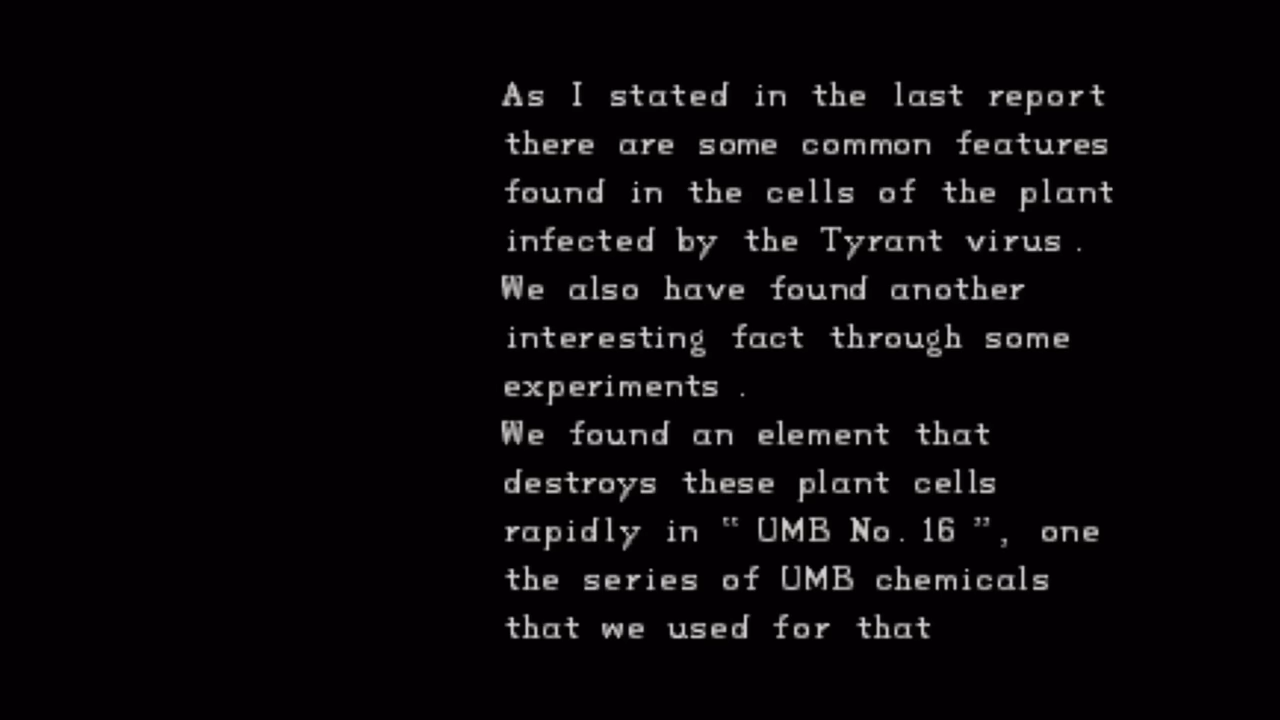 As I stated in the last report
there are some common features
found in the cells of the plant
infected by the Tyrant virus.
We also have found another
interesting fact through some
experiments.
We found an element that
destroys these plant cells
rapidly in “UMB No.16”, one
the series of UMB chemicals
that we used for that